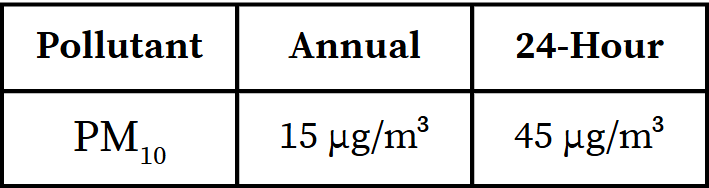 Pollutant Annual 24-Hour
PM₁₀ 15 μg/m³ 45 μg/m³